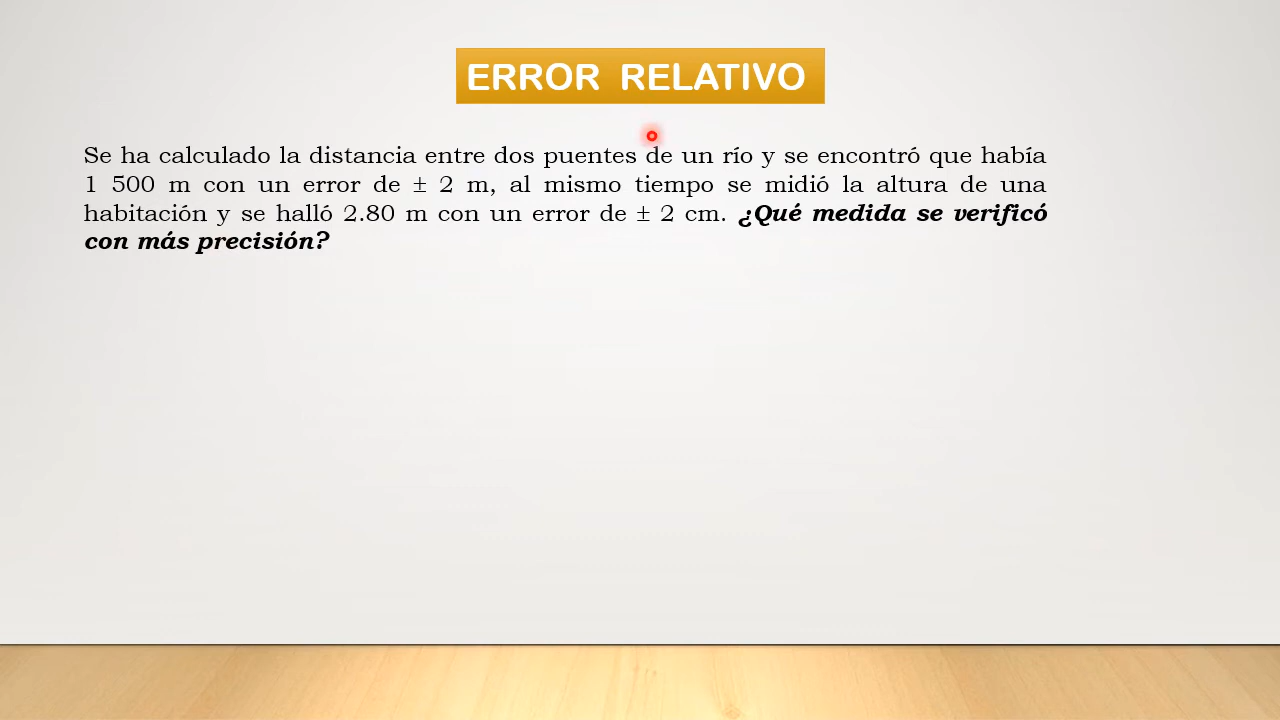 ERROR RELATIVO
Se ha calculado la distancia entre dos puentes de un río y se encontró que había
1 500 m con un error de ± 2 m, al mismo tiempo se midió la altura de una
habitación y se halló 2.80 m con un error de ± 2 cm. ¿Qué medida se verificó
con más precisión?